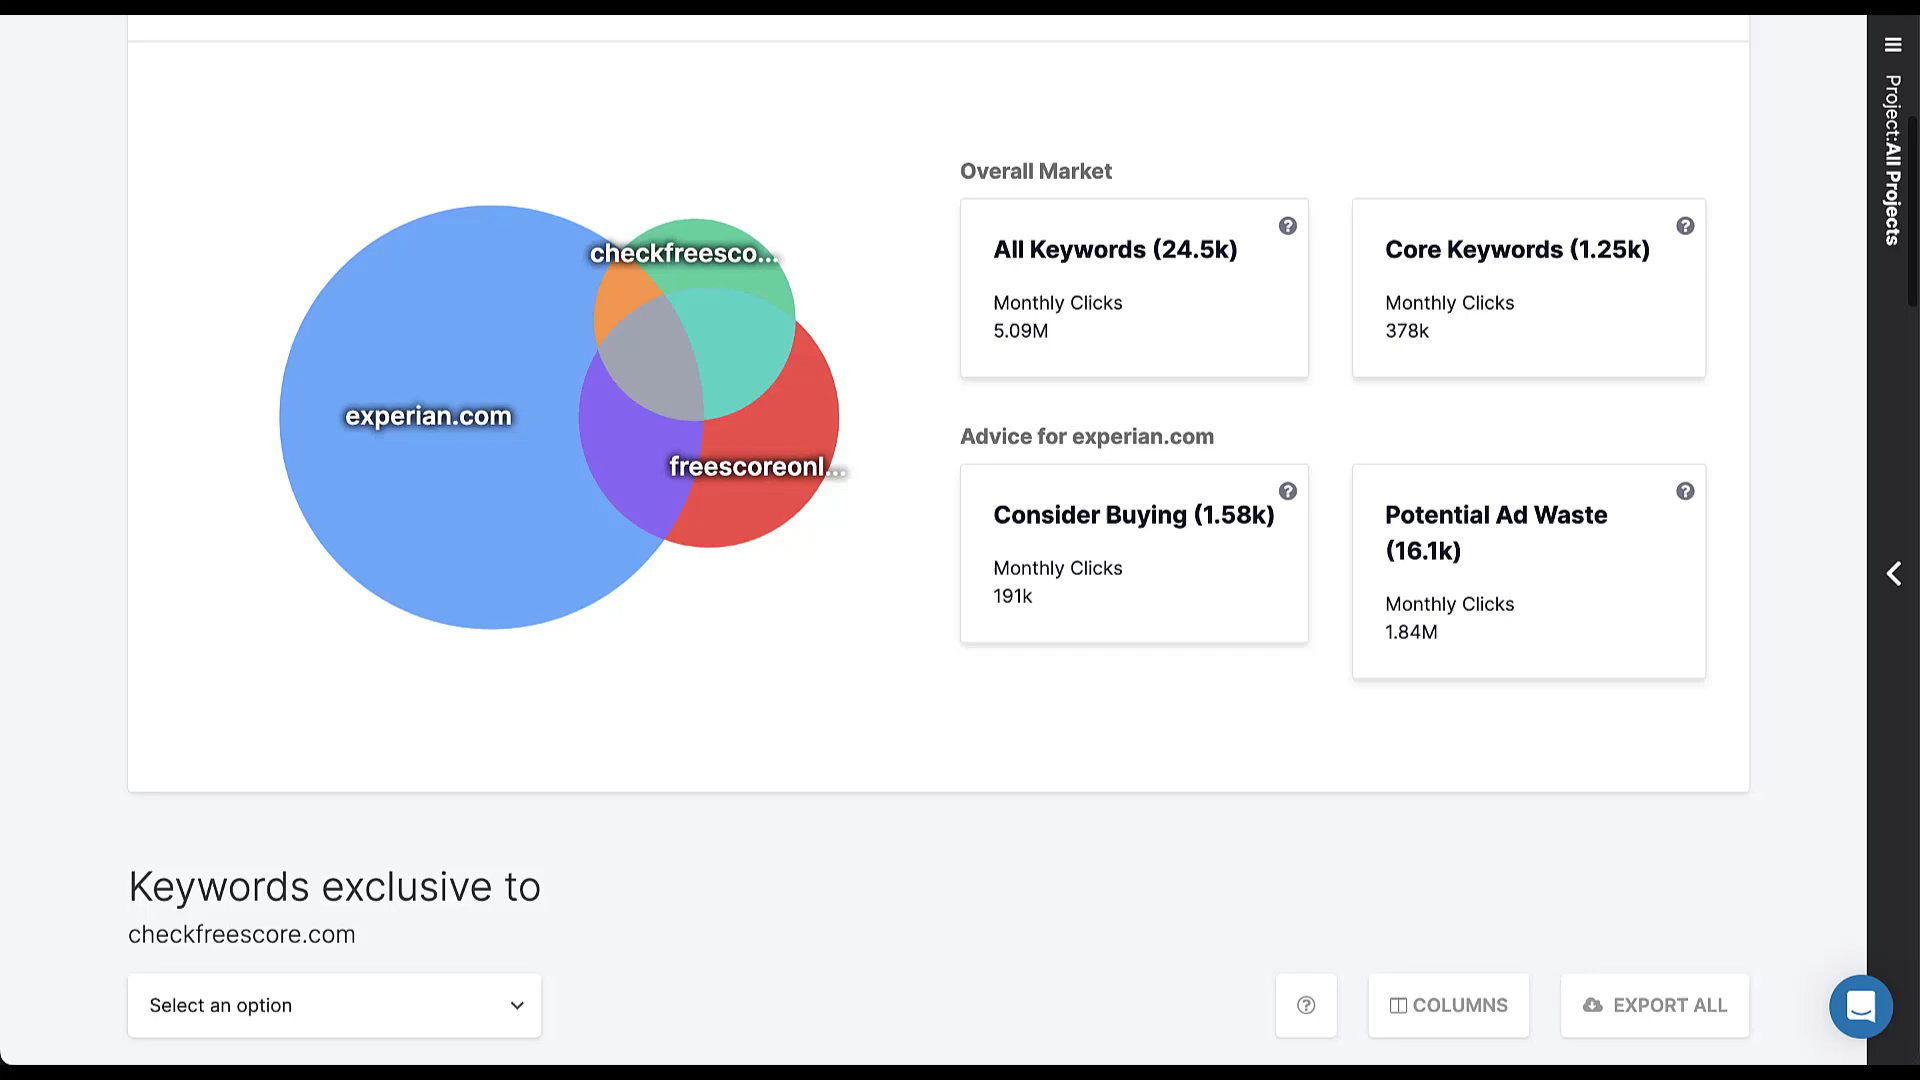 Project:All Projects
checkfreesco...
experian.com
freescoreonl...
Overall Market
All Keywords (24.5k)
Monthly Clicks
5.09M
Core Keywords (1.25k)
Monthly Clicks
378k
Advice for experian.com
Consider Buying (1.58k)
Monthly Clicks
191k
Potential Ad Waste
(16.1k)
Monthly Clicks
1.84M
Keywords exclusive to
checkfreescore.com
Select an option
COLUMNS
EXPORT ALL